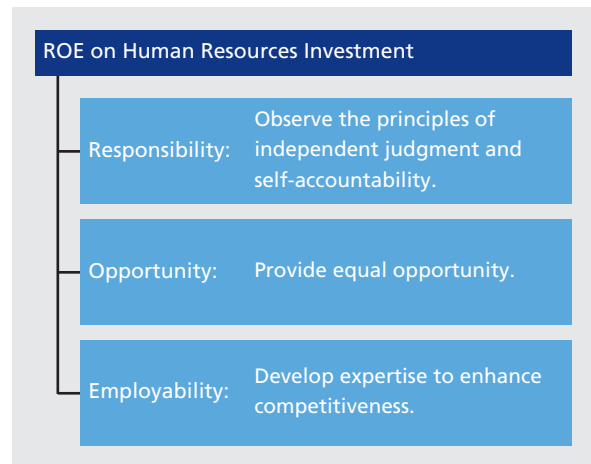 ROE on Human Resources Investment
Responsibility:
Observe the principles of
independent judgment and
self-accountability.
Opportunity:
Provide equal opportunity.
Employability:
Develop expertise to enhance
competitiveness.